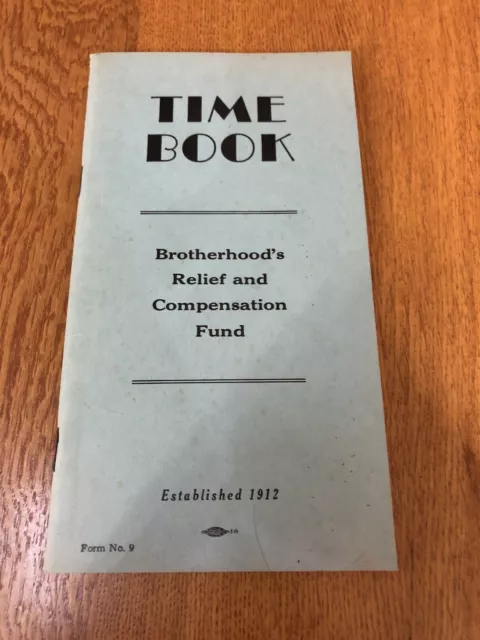 TIME
BOOK
Brotherhood's
Relief and
Compensation
Fund
Established 1912
Form No. 9